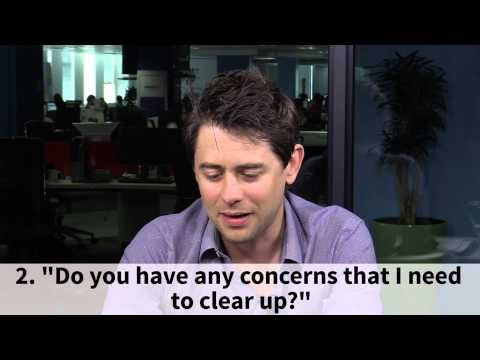 2. "Do you have any concerns that I need
to clear up?"